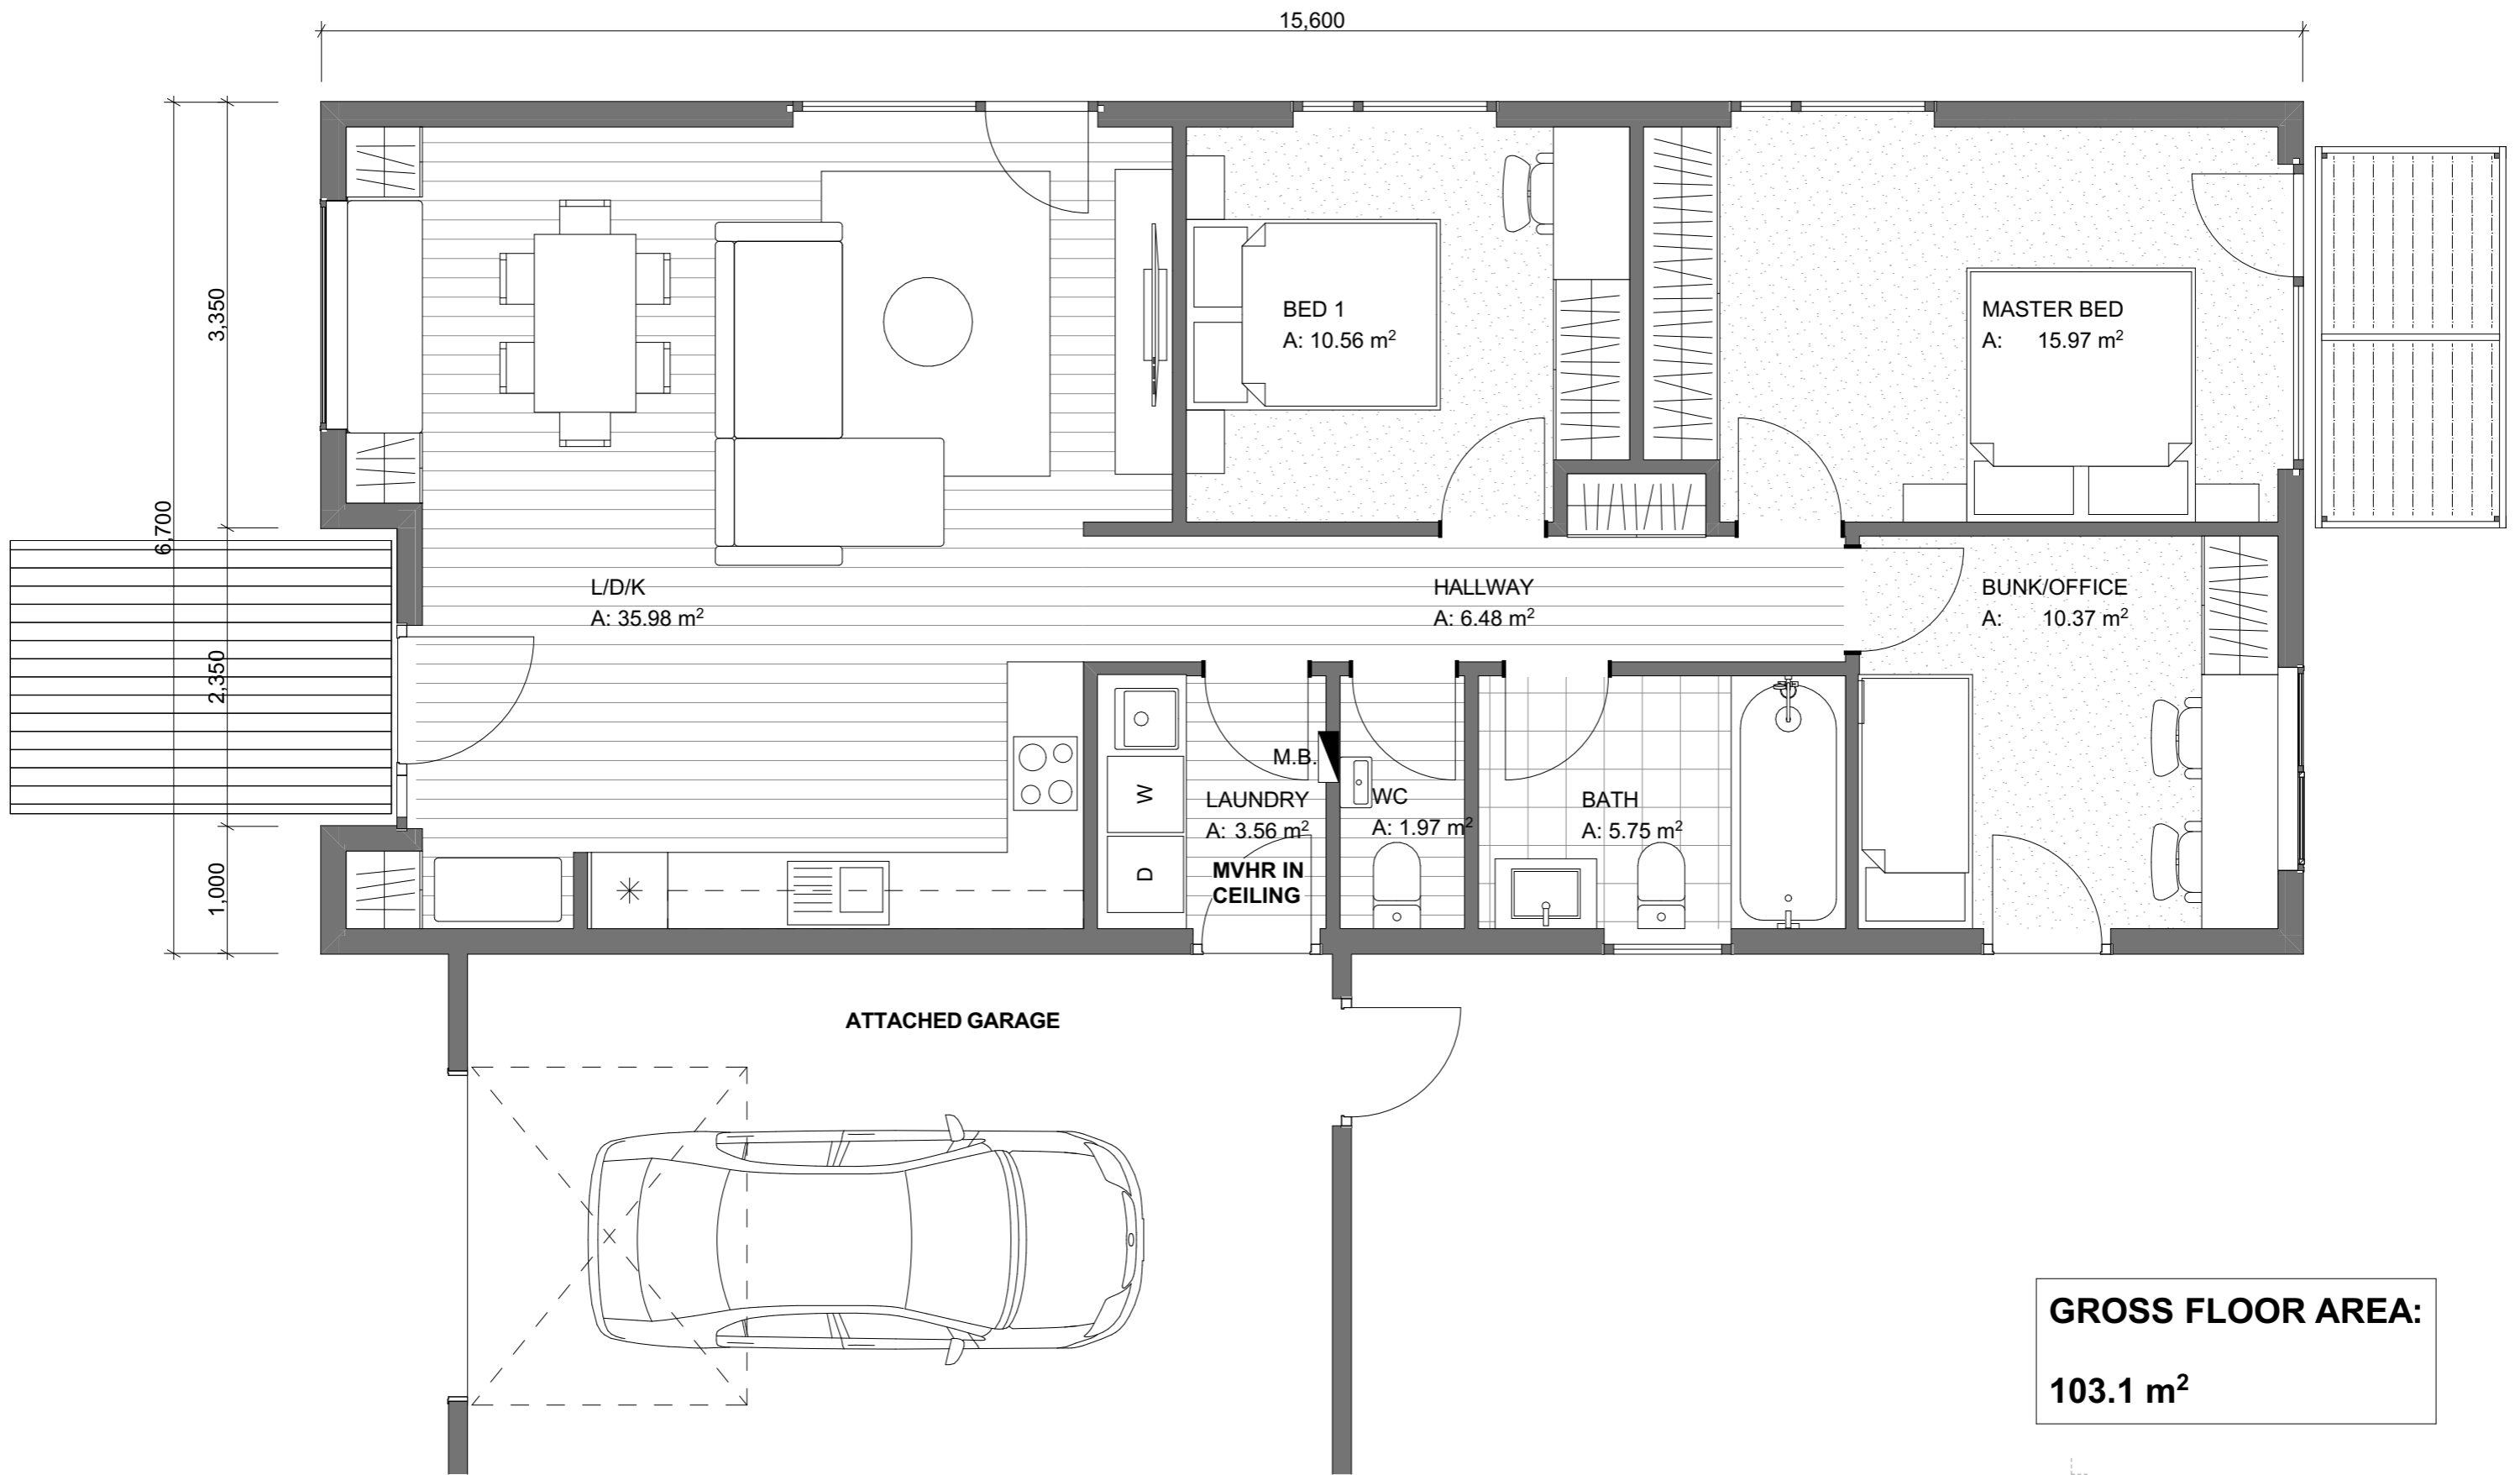 15,600
3,350
6,700
2,350
1,000
BED 1
A: 10.56 m²
MASTER BED
A: 15.97 m²
L/D/K
A: 35.98 m²
HALLWAY
A: 6.48 m²
BUNK/OFFICE
A: 10.37 m²
M.B.
W
D
LAUNDRY
A: 3.56 m²
MVHR IN
CEILING
WC
A: 1.97 m²
BATH
A: 5.75 m²
ATTACHED GARAGE
GROSS FLOOR AREA:
103.1 m²